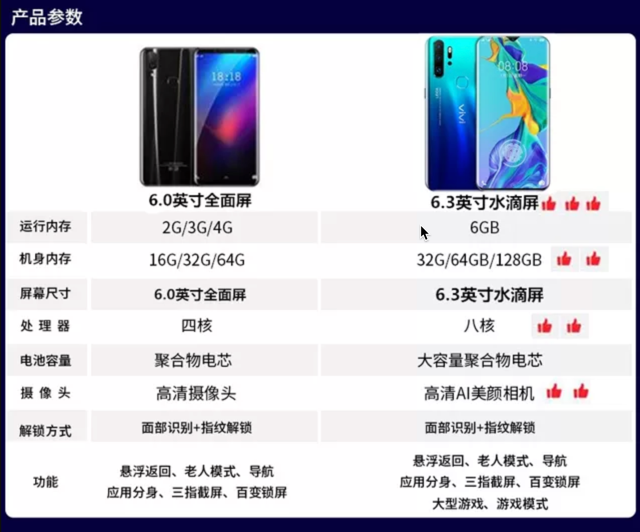 产品参数
18:18
08:08
VIVI
6.0英寸全面屏
6.3英寸水滴屏
运行内存 2G/3G/4G 6GB
机身内存 16G/32G/64G 32G/64GB/128GB
屏幕尺寸 6.0英寸全面屏 6.3英寸水滴屏
处 理 器 四核 八核
电池容量 聚合物电芯 大容量聚合物电芯
摄 像 头 高清摄像头 高清AI美颜相机
解锁方式 面部识别+指纹解锁 面部识别+指纹解锁
功能
悬浮返回、老人模式、导航
应用分身、三指截屏、百变锁屏
悬浮返回、老人模式、导航
应用分身、三指截屏、百变锁屏
大型游戏、游戏模式